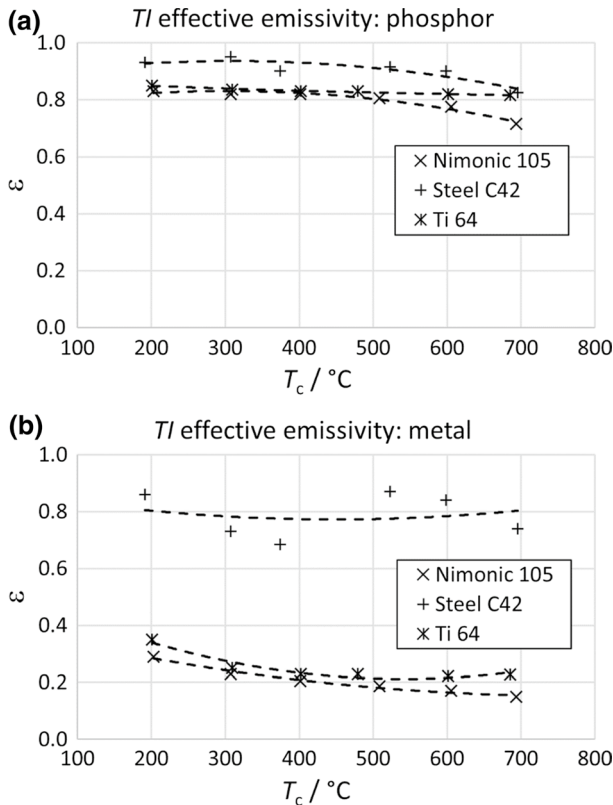 (a)
TI effective emissivity: phosphor
1.0
0.8
0.6
0.4
0.2
0.0
ε
Nimonic 105
Steel C42
Ti 64
100 200 300 400 500 600 700 800
Tc / °C
(b)
TI effective emissivity: metal
1.0
0.8
0.6
0.4
0.2
0.0
ε
Nimonic 105
Steel C42
Ti 64
100 200 300 400 500 600 700 800
Tc / °C